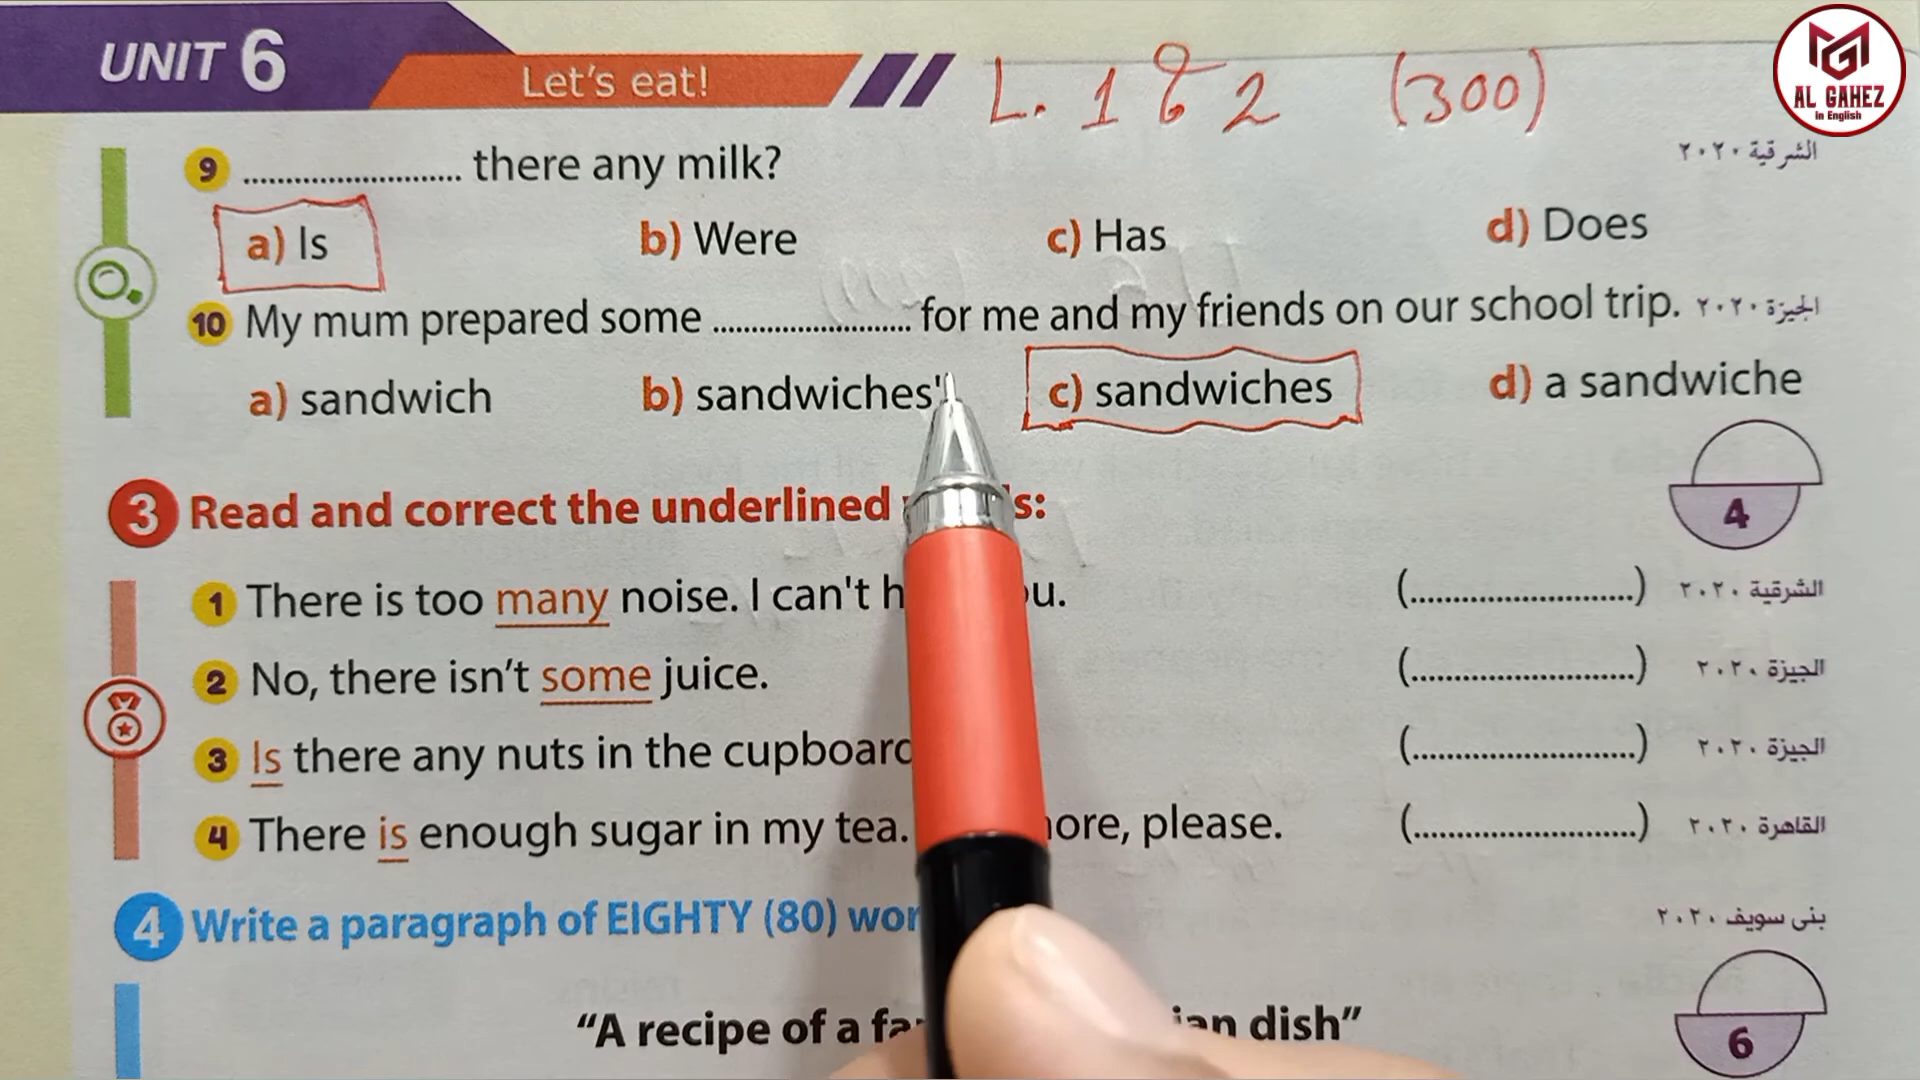 UNIT 6
Let's eat!
L. 1 & 2 (300)
AL GAHEZ
in English
9 ........................ there any milk? الشرقية ٢٠٢٠
a) Is b) Were c) Has d) Does
10 My mum prepared some ........................ for me and my friends on our school trip. الجيزة ٢٠٢٠
a) sandwich b) sandwiches' c) sandwiches d) a sandwiche
4
3 Read and correct the underlined
1 There is too many noise. I can't (........................) الشرقية ٢٠٢٠
2 No, there isn't some juice. (........................) الجيزة ٢٠٢٠
3 Is there any nuts in the cupboard (........................) الجيزة ٢٠٢٠
4 There is enough sugar in my tea. more, please. (........................) القاهرة ٢٠٢٠
4 Write a paragraph of EIGHTY (80) بنى سويف ٢٠٢٠
6
“A recipe of a dish”